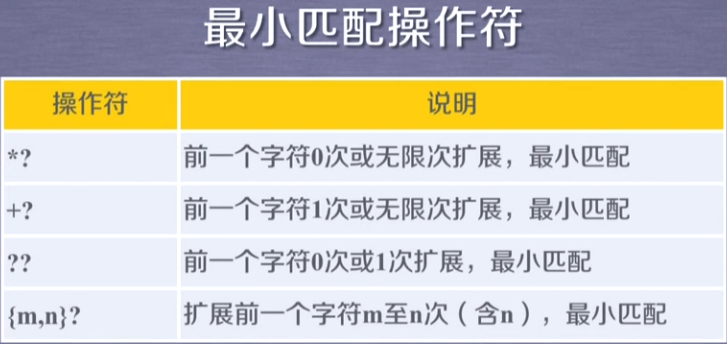 最小匹配操作符
操作符 说明
*? 前一个字符0次或无限次扩展，最小匹配
+? 前一个字符1次或无限次扩展，最小匹配
?? 前一个字符0次或1次扩展，最小匹配
{m,n}? 扩展前一个字符m至n次（含n），最小匹配